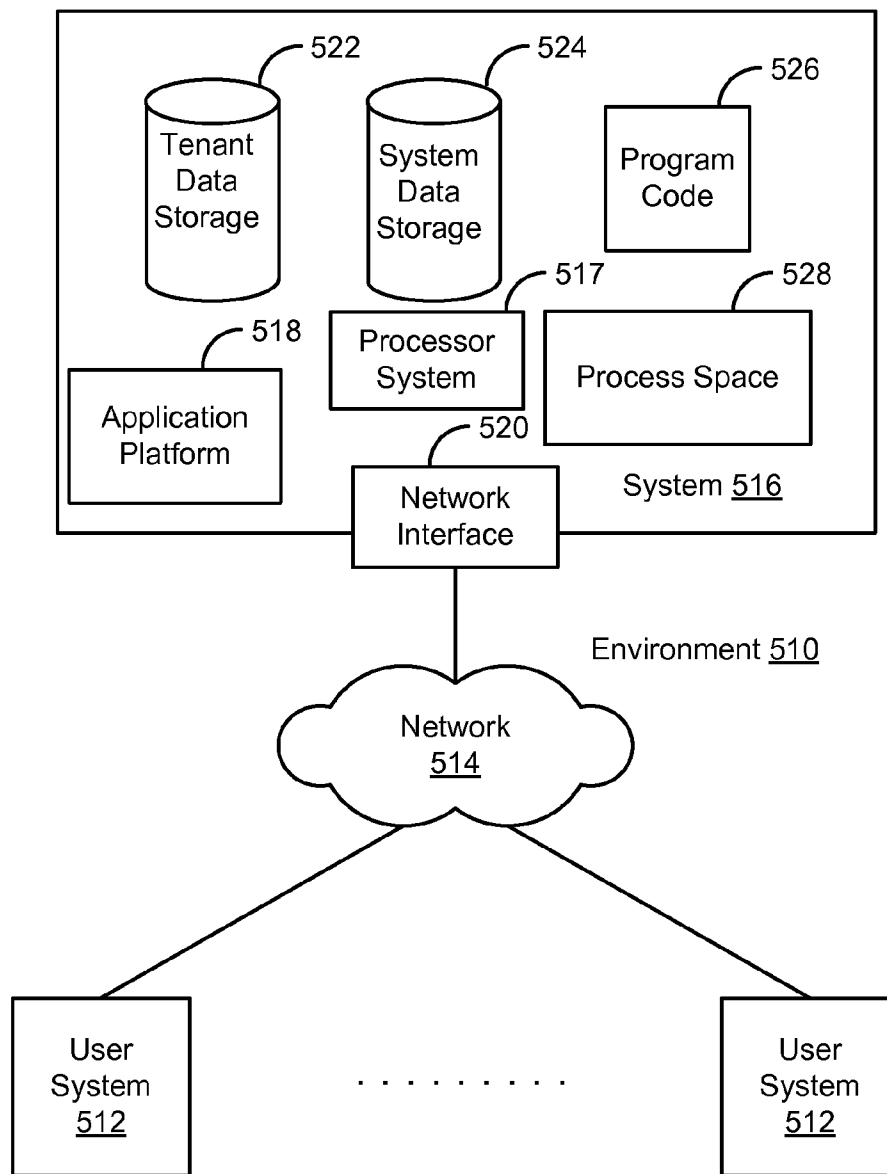 522
524
526
Tenant
Data
Storage
System
Data
Storage
Program
Code
517
528
518
Processor
System
Process Space
Application
Platform
520
System 516
Network
Interface
Environment 510
Network
514
User
System
512
. . . . . . . . .
User
System
512